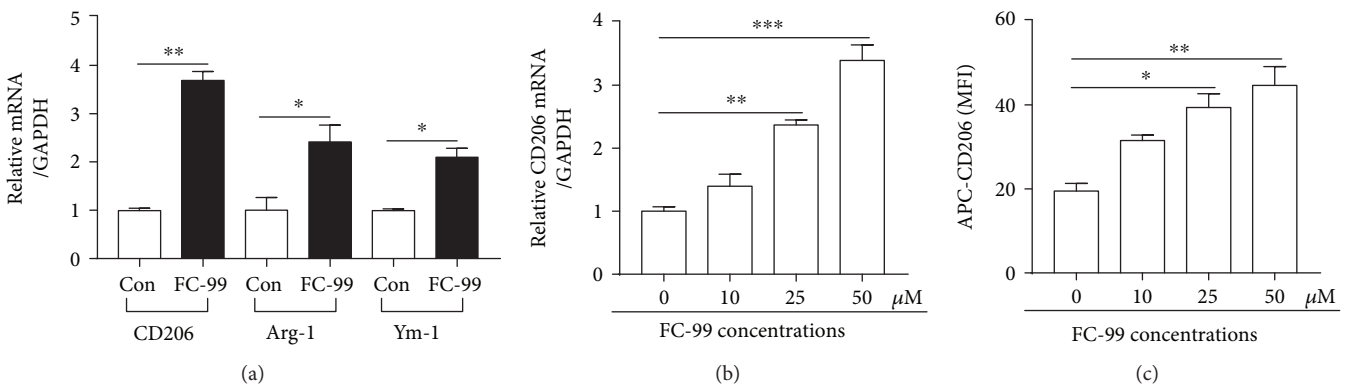 Relative mRNA
/GAPDH
5
4
3
2
1
0
**
*
*
Con FC-99 Con FC-99 Con FC-99
CD206 Arg-1 Ym-1
(a)
Relative CD206 mRNA
/GAPDH
4
3
2
1
0
***
**
0 10 25 50 μM
FC-99 concentrations
(b)
APC-CD206 (MFI)
60
40
20
0
**
*
0 10 25 50 μM
FC-99 concentrations
(c)